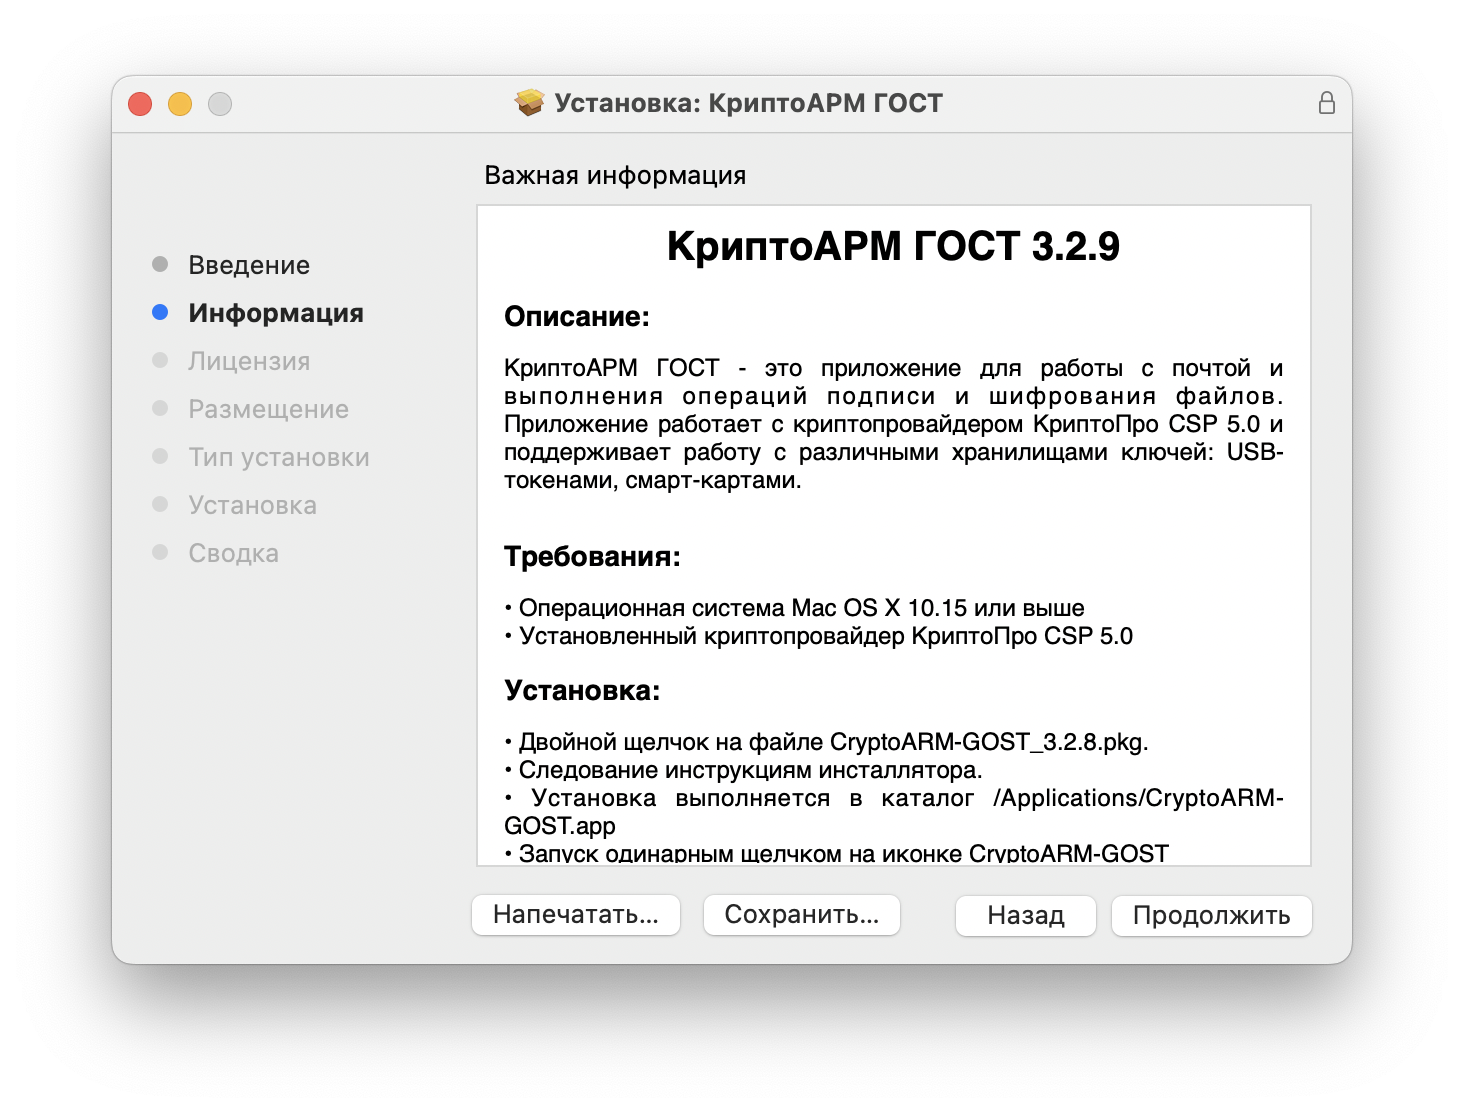 Установка: КриптоАРМ ГОСТ
Важная информация
Введение
Информация
Лицензия
Размещение
Тип установки
Установка
Сводка
КриптоАРМ ГОСТ 3.2.9
Описание:
КриптоАРМ ГОСТ - это приложение для работы с почтой и
выполнения операций подписи и шифрования файлов.
Приложение работает с криптопровайдером КриптоПро CSP 5.0 и
поддерживает работу с различными хранилищами ключей: USB-
токенами, смарт-картами.
Требования:
• Операционная система Mac OS X 10.15 или выше
• Установленный криптопровайдер КриптоПро CSP 5.0
Установка:
• Двойной щелчок на файле CryptoARM-GOST_3.2.8.pkg.
• Следование инструкциям инсталлятора.
• Установка выполняется в каталог /Applications/CryptoARM-
GOST.app
• Запуск одинарным щелчком на иконке CryptoARM-GOST
Напечатать...
Сохранить...
Назад
Продолжить